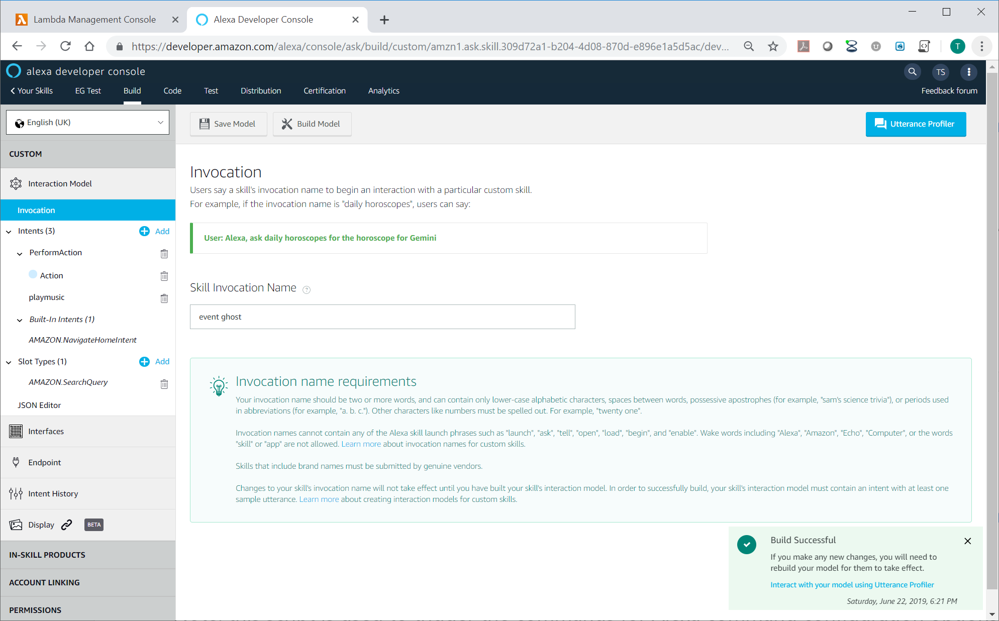 Lambda Management Console
Alexa Developer Console
https://developer.amazon.com/alexa/console/ask/build/custom/amzn1.ask.skill.309d72a1-b204-4d08-870d-e896e1a5d5ac/dev...
T
alexa developer console
TS
Your Skills
EG Test
Build
Code
Test
Distribution
Certification
Analytics
Feedback forum
English (UK)
Save Model
Build Model
Utterance Profiler
CUSTOM
Interaction Model
Invocation
Intents (3)
Add
PerformAction
Action
playmusic
Built-In Intents (1)
AMAZON.NavigateHomeIntent
Slot Types (1)
Add
AMAZON.SearchQuery
JSON Editor
Interfaces
Endpoint
Intent History
Display
BETA
IN-SKILL PRODUCTS
ACCOUNT LINKING
PERMISSIONS
Invocation
Users say a skill's invocation name to begin an interaction with a particular custom skill.
For example, if the invocation name is "daily horoscopes", users can say:
User: Alexa, ask daily horoscopes for the horoscope for Gemini
Skill Invocation Name
?
event ghost
Invocation name requirements
Your invocation name should be two or more words, and can contain only lower-case alphabetic characters, spaces between words, possessive apostrophes (for example, "sam's science trivia"), or periods used
in abbreviations (for example, "a. b. c."). Other characters like numbers must be spelled out. For example, "twenty one".
Invocation names cannot contain any of the Alexa skill launch phrases such as "launch", "ask", "tell", "open", "load", "begin", and "enable". Wake words including "Alexa", "Amazon", "Echo", "Computer", or the words
"skill" or "app" are not allowed. Learn more about invocation names for custom skills.
Skills that include brand names must be submitted by genuine vendors.
Changes to your skill's invocation name will not take effect until you have built your skill's interaction model. In order to successfully build, your skill's interaction model must contain an intent with at least one
sample utterance. Learn more about creating interaction models for custom skills.
Build Successful
If you make any new changes, you will need to
rebuild your model for them to take effect.
Interact with your model using Utterance Profiler
Saturday, June 22, 2019, 6:21 PM